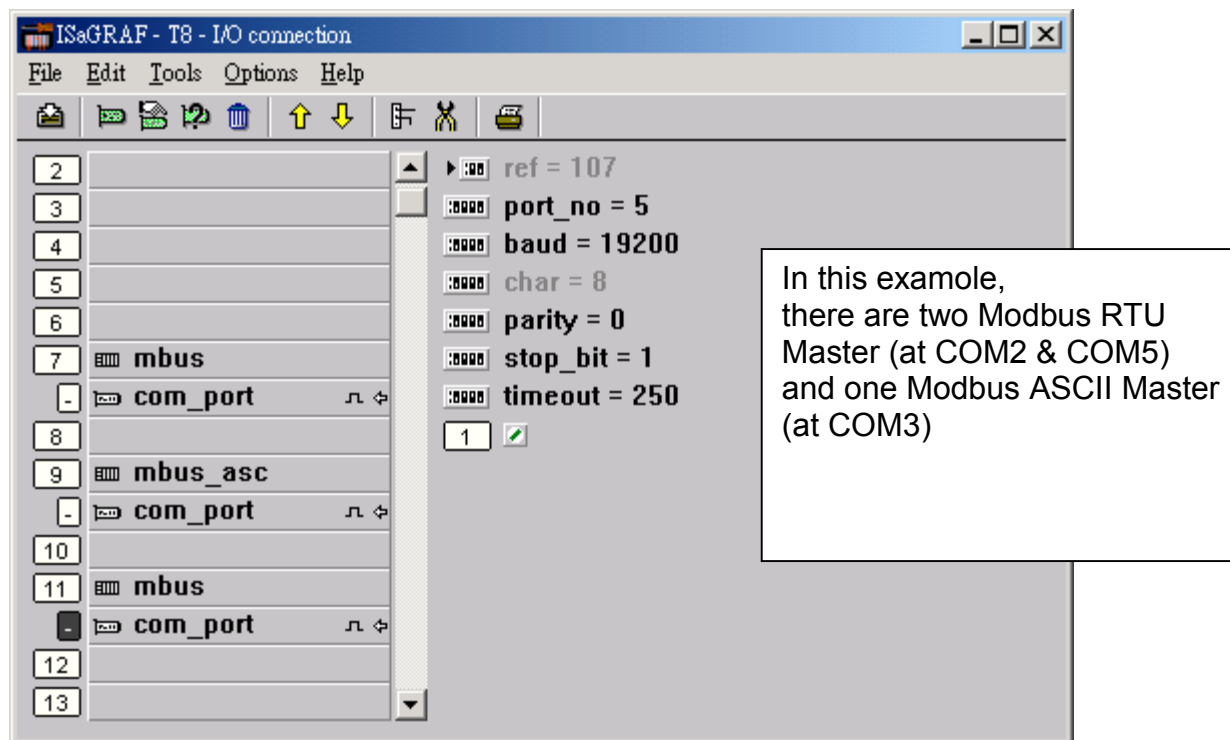 ISaGRAF - T8 - I/O connection
File Edit Tools Options Help
2
3
4
5
6
7 mbus
- com_port
8
9 mbus_asc
- com_port
10
11 mbus
- com_port
12
13
ref = 107
port_no = 5
baud = 19200
char = 8
parity = 0
stop_bit = 1
timeout = 250
1
In this examole,
there are two Modbus RTU
Master (at COM2 & COM5)
and one Modbus ASCII Master
(at COM3)